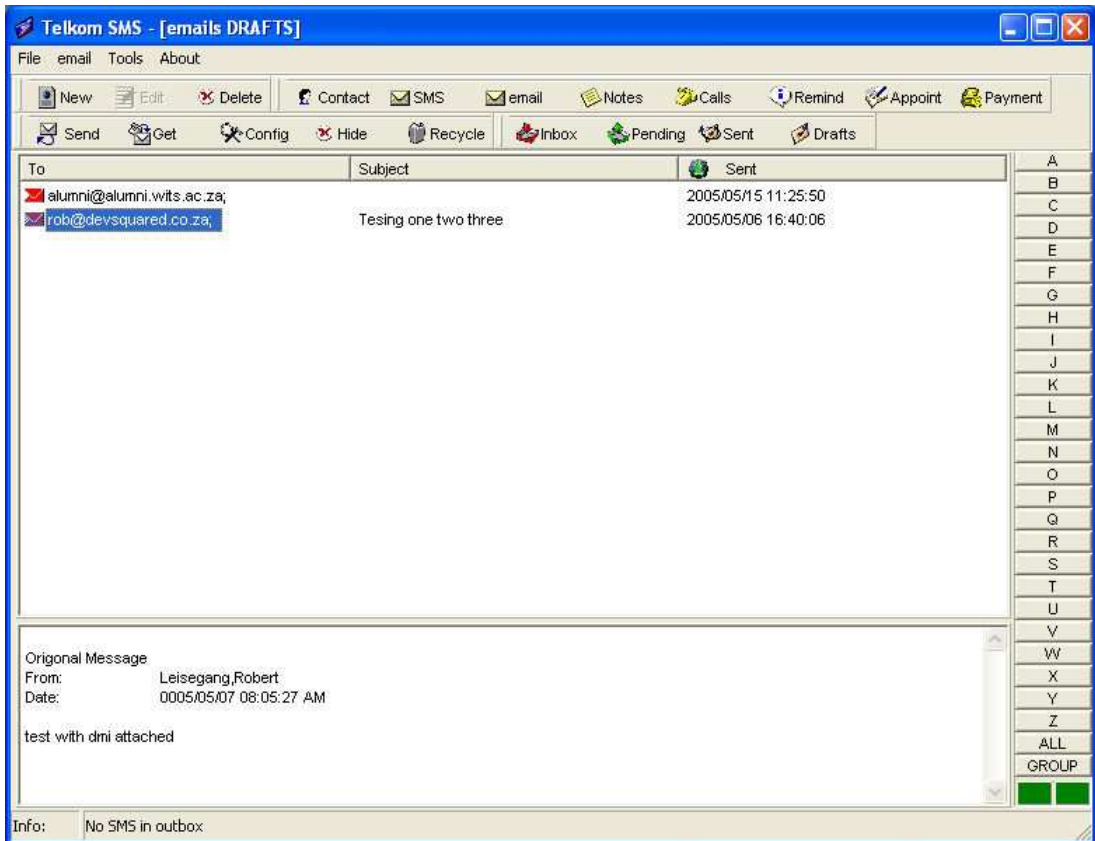 Telkom SMS - [emails DRAFTS]
File email Tools About
New Edit Delete Contact SMS email Notes Calls Remind Appoint Payment
Send Get Config Hide Recycle Inbox Pending Sent Drafts
To Subject Sent
alumni@alumni.wits.ac.za; 2005/05/15 11:25:50
rob@devsquared.co.za; Tesing one two three 2005/05/06 16:40:06
A
B
C
D
E
F
G
H
I
J
K
L
M
N
O
P
Q
R
S
T
U
V
W
X
Y
Z
ALL
GROUP
Origonal Message
From: Leisegang,Robert
Date: 0005/05/07 08:05:27 AM
test with dmi attached
Info: No SMS in outbox